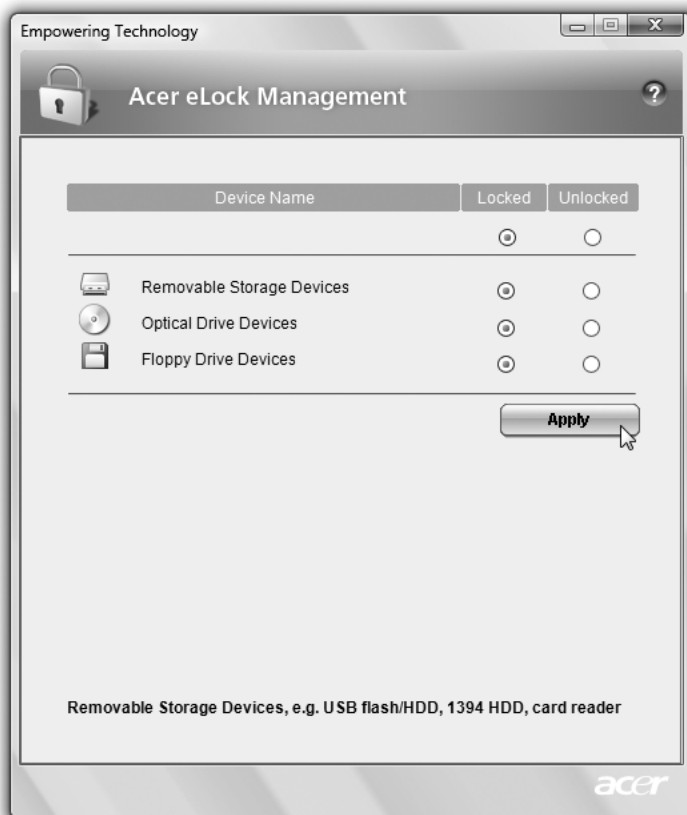 Empowering Technology
Acer eLock Management
?
Device Name Locked Unlocked
Removable Storage Devices
Optical Drive Devices
Floppy Drive Devices
Apply
Removable Storage Devices, e.g. USB flash/HDD, 1394 HDD, card reader
acer